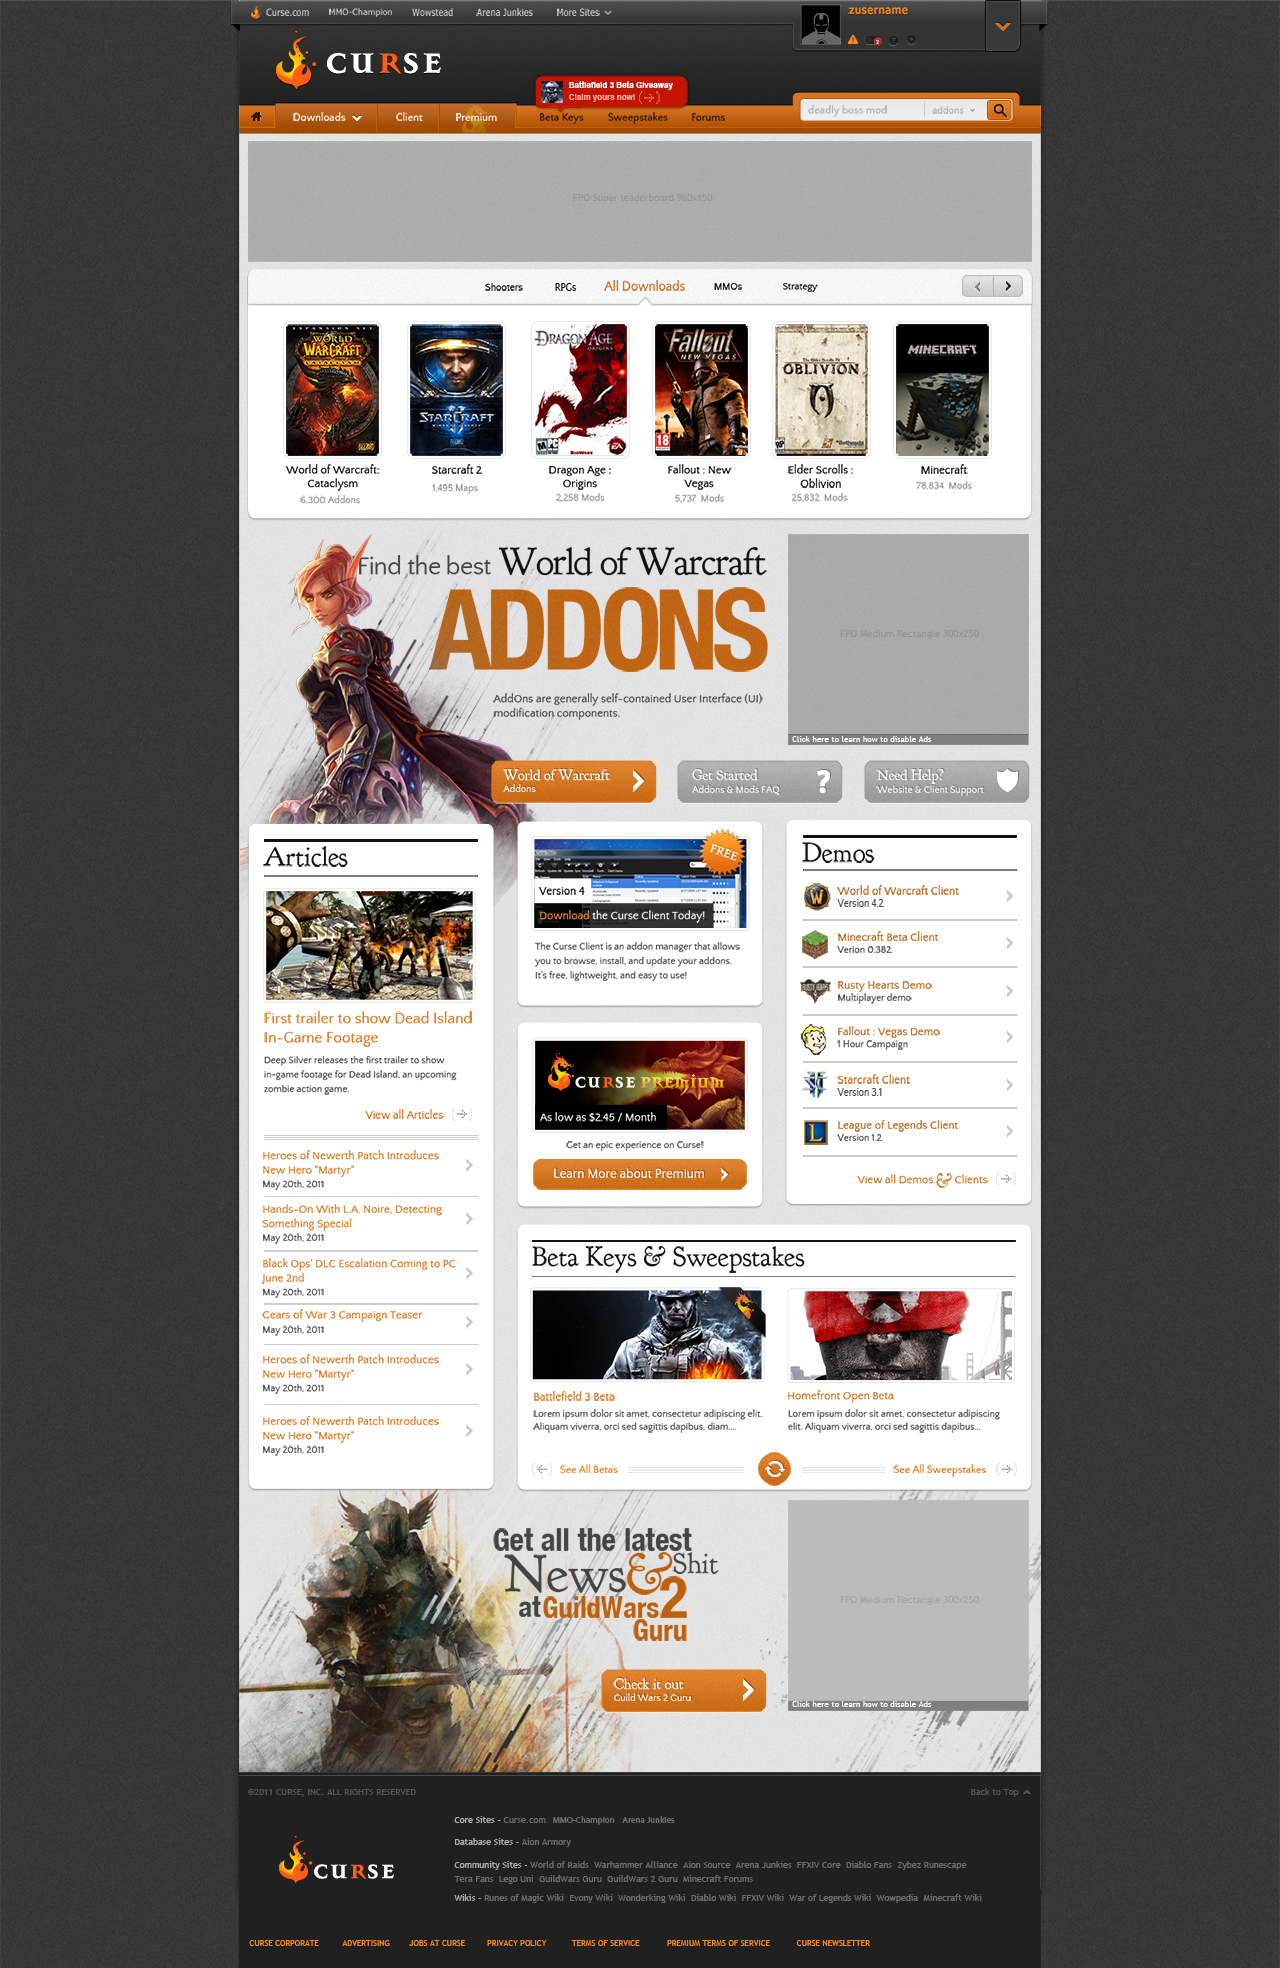 Curse.com MMO-Champion Wowstead Arena Junkies More Sites
zusername
2
CURSE
Battlefield 3 Beta Giveaway
Claim yours now!
Downloads Client Premium Beta Keys Sweepstakes Forums
deadly boss mod addons
FPO Super leaderboard 980x150
Shooters RPGs All Downloads MMOs Strategy
EXPANSION SET
WORLD
WARCRAFT
CATACLYSM
STARCRAFT
DRAGON AGE
ORIGINS
PC
BIOWARE
EA
Fallout
NEW VEGAS
18
The Elder Scrolls IV
OBLIVION
Bethesda
MINECRAFT
World of Warcraft:
Cataclysm
6,300 Addons
Starcraft 2
1,495 Maps
Dragon Age :
Origins
2,258 Mods
Fallout : New
Vegas
5,737 Mods
Elder Scrolls :
Oblivion
25,832 Mods
Minecraft
78,834 Mods
Find the best World of Warcraft
ADDONS
AddOns are generally self-contained User Interface (UI)
modification components.
FPO Medium Rectangle 300x250
Click here to learn how to disable Ads
World of Warcraft
Addons
Get Started
Addons & Mods FAQ
?
Need Help?
Website & Client Support
Articles
First trailer to show Dead Island
In-Game Footage
Deep Silver releases the first trailer to show
in-game footage for Dead Island, an upcoming
zombie action game.
View all Articles
Heroes of Newerth Patch Introduces
New Hero "Martyr"
May 20th, 2011
Hands-On With L.A. Noire, Detecting
Something Special
May 20th, 2011
Black Ops' DLC Escalation Coming to PC
June 2nd
May 20th, 2011
Gears of War 3 Campaign Teaser
May 20th, 2011
Heroes of Newerth Patch Introduces
New Hero "Martyr"
May 20th, 2011
Heroes of Newerth Patch Introduces
New Hero "Martyr"
May 20th, 2011
FREE
Version 4
Download the Curse Client Today!
The Curse Client is an addon manager that allows
you to browse, install, and update your addons.
It's free, lightweight, and easy to use!
CURSE PREMIUM
As low as $2.45 / Month
Get an epic experience on Curse!
Learn More about Premium
Demos
World of Warcraft Client
Version 4.2
Minecraft Beta Client
Verion 0.382
Rusty Hearts Demo
Multiplayer demo
Fallout : Vegas Demo
1 Hour Campaign
Starcraft Client
Version 3.1
League of Legends Client
Version 1.2
View all Demos & Clients
Beta Keys & Sweepstakes
Battlefield 3 Beta
Lorem ipsum dolor sit amet, consectetur adipiscing elit.
Aliquam viverra, orci sed sagittis dapibus, diam....
Homefront Open Beta
Lorem ipsum dolor sit amet, consectetur adipiscing
elit. Aliquam viverra, orci sed sagittis dapibus...
See All Betas
See All Sweepstakes
Get all the latest
News & Shit
at GuildWars 2
Guru
Check it out
Guild Wars 2 Guru
FPO Medium Rectangle 300x250
Click here to learn how to disable Ads
©2011 CURSE, INC. ALL RIGHTS RESERVED
Back to Top
CURSE
Core Sites - Curse.com MMO-Champion Arena Junkies
Database Sites - Aion Armory
Community Sites - World of Raids Warhammer Alliance Aion Source Arena Junkies FFXIV Core Diablo Fans Zybez Runescape
Tera Fans Lego Uni GuildWars Guru GuildWars 2 Guru Minecraft Forums
Wikis - Runes of Magic Wiki Evony Wiki Wonderking Wiki Diablo Wiki FFXIV Wiki War of Legends Wiki Wowpedia Minecraft Wiki
CURSE CORPORATE ADVERTISING JOBS AT CURSE PRIVACY POLICY TERMS OF SERVICE PREMIUM TERMS OF SERVICE CURSE NEWSLETTER